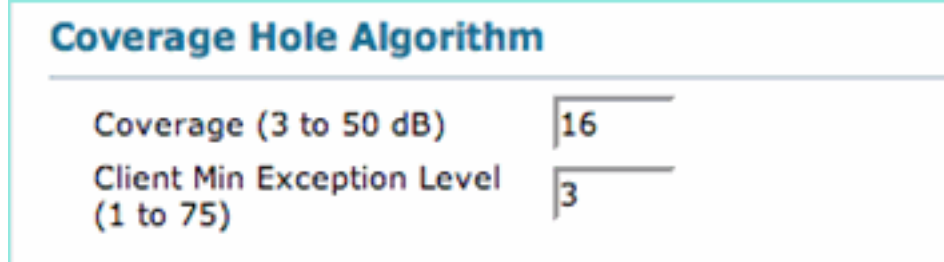 Coverage Hole Algorithm
Coverage (3 to 50 dB) 16
Client Min Exception Level
(1 to 75) 3